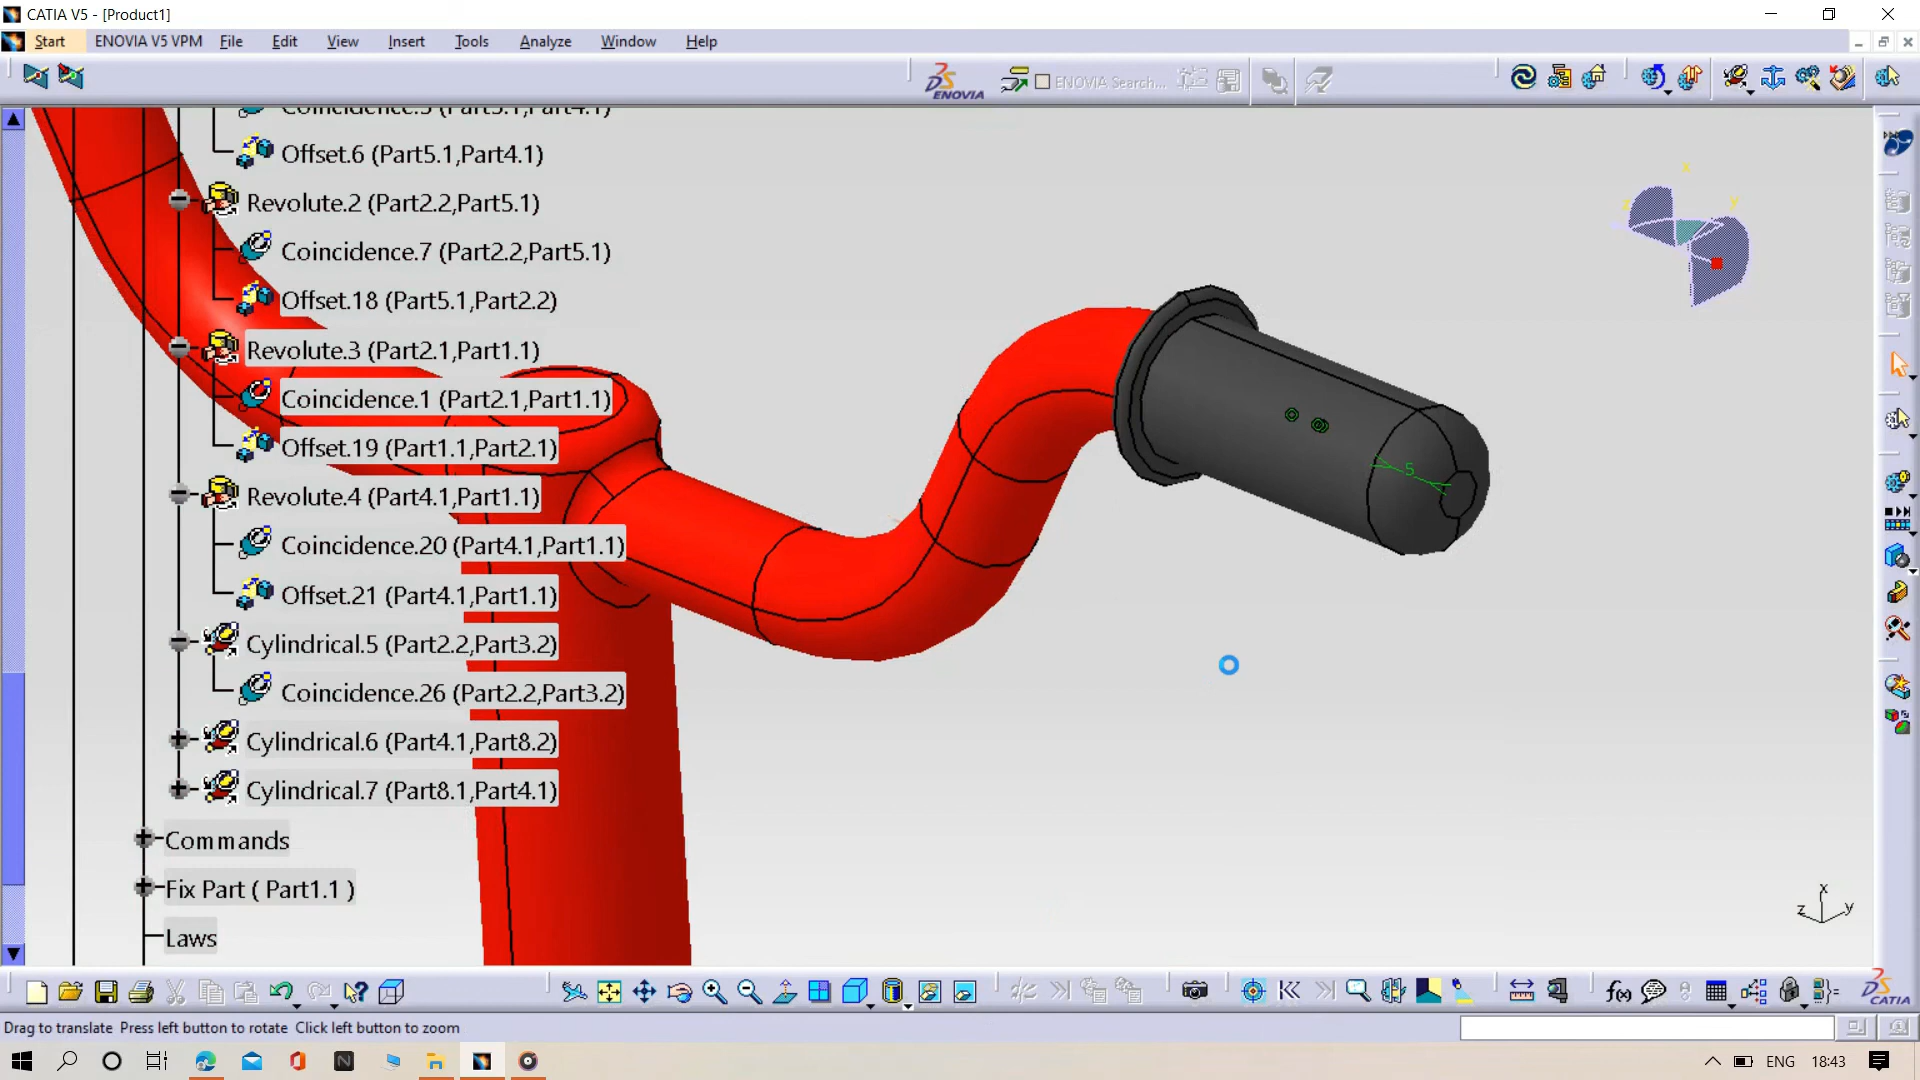 CATIA V5 - [Product1]
Start ENOVIA V5 VPM File Edit View Insert Tools Analyze Window Help
ENOVIA ENOVIA Search...
Offset.6 (Part5.1,Part4.1)
Revolute.2 (Part2.2,Part5.1)
Coincidence.7 (Part2.2,Part5.1)
Offset.18 (Part5.1,Part2.2)
Revolute.3 (Part2.1,Part1.1)
Coincidence.1 (Part2.1,Part1.1)
Offset.19 (Part1.1,Part2.1)
Revolute.4 (Part4.1,Part1.1)
Coincidence.20 (Part4.1,Part1.1)
Offset.21 (Part4.1,Part1.1)
Cylindrical.5 (Part2.2,Part3.2)
Coincidence.26 (Part2.2,Part3.2)
Cylindrical.6 (Part4.1,Part8.2)
Cylindrical.7 (Part8.1,Part4.1)
Commands
Fix Part ( Part1.1 )
Laws
5
x
y
x
z y
f(x)
CATIA
Drag to translate Press left button to rotate Click left button to zoom
ENG 18:43